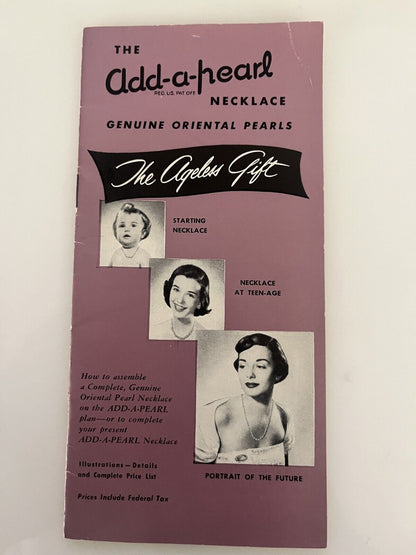 THE
add-a-pearl
REG. U.S. PAT. OFF.
NECKLACE
GENUINE ORIENTAL PEARLS
The Ageless Gift
STARTING
NECKLACE
NECKLACE
AT TEEN-AGE
How to assemble
a Complete, Genuine
Oriental Pearl Necklace
on the ADD-A-PEARL
plan—or to complete
your present
ADD-A-PEARL Necklace
Illustrations—Details
and Complete Price List
PORTRAIT OF THE FUTURE
Prices Include Federal Tax